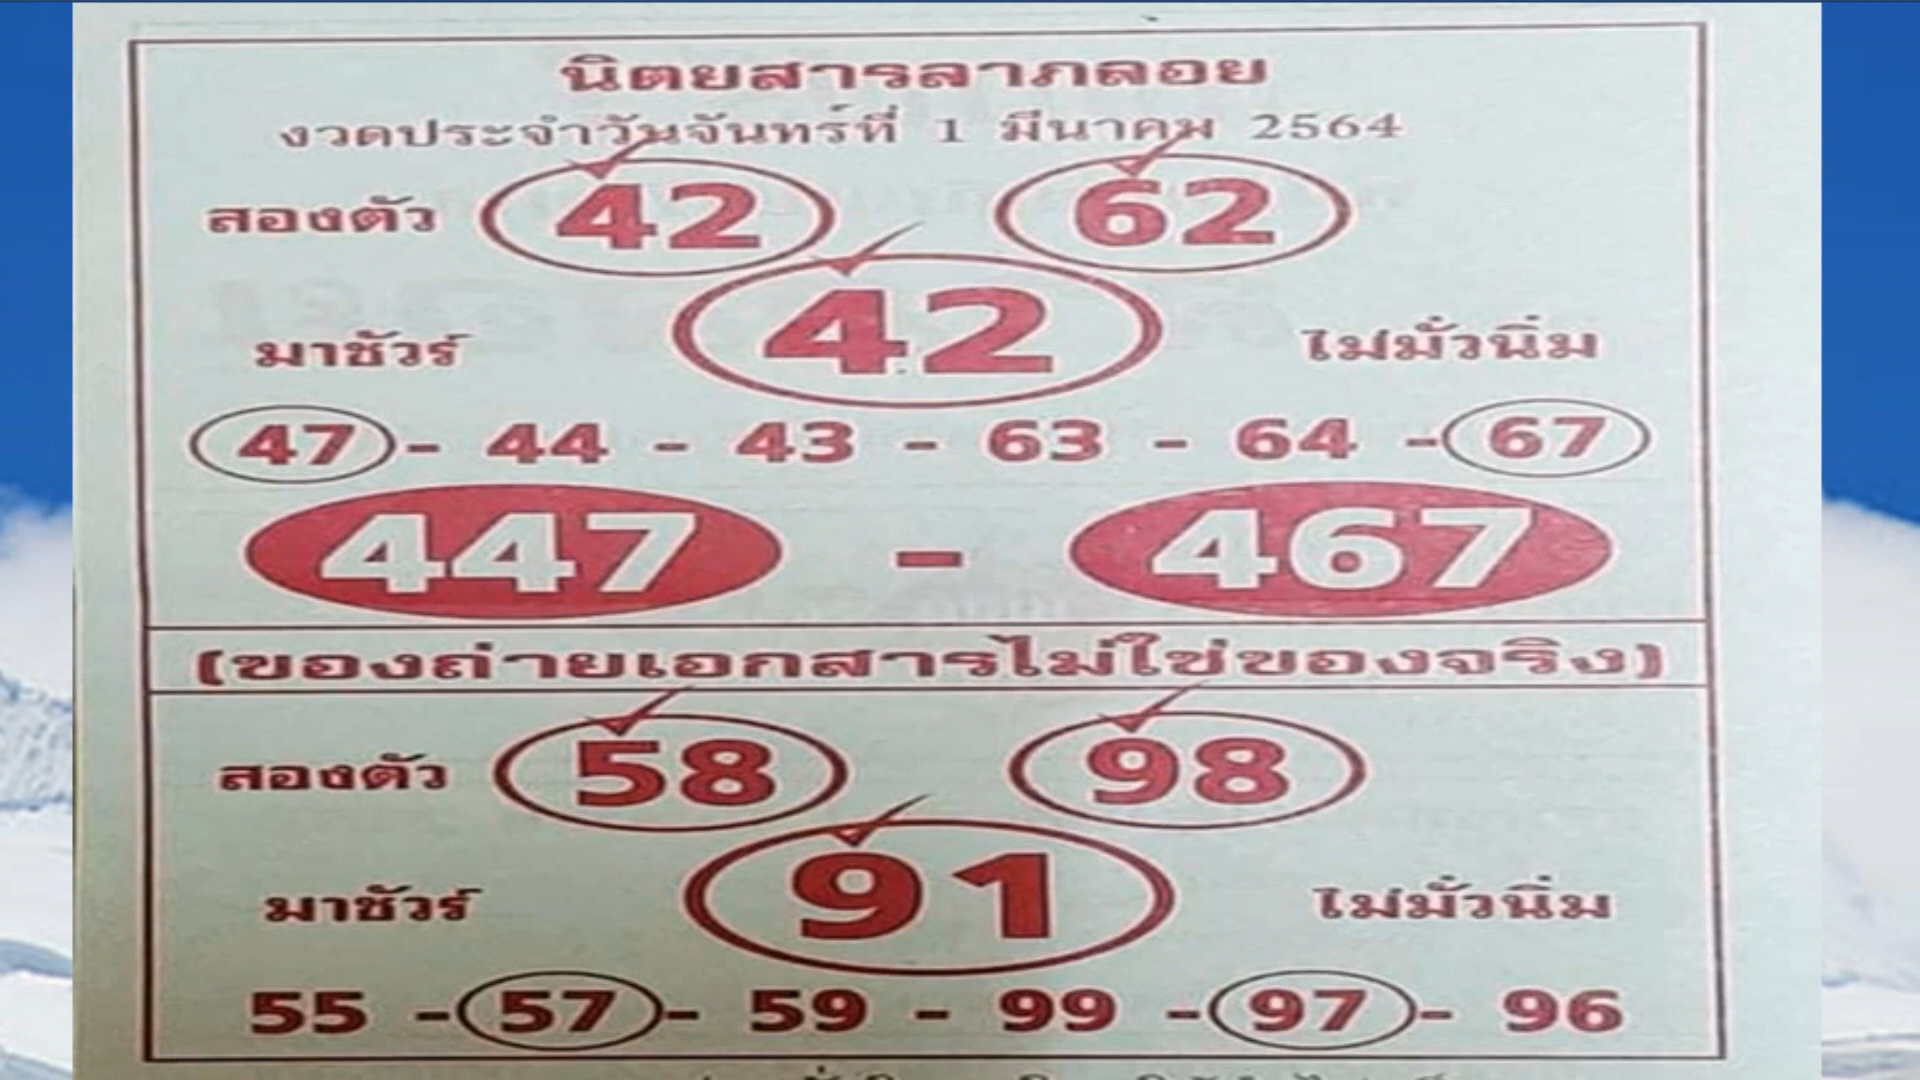 นิตยสารลาภลอย
งวดประจำวันจันทร์ที่ 1 มีนาคม 2564
สองตัว 42 62
มาชัวร์ 42 ไม่มั่วนิ่ม
47 - 44 - 43 - 63 - 64 - 67
447 - 467
(ของถ่ายเอกสารไม่ใช่ของจริง)
สองตัว 58 98
มาชัวร์ 91 ไม่มั่วนิ่ม
55 - 57 - 59 - 99 - 97 - 96